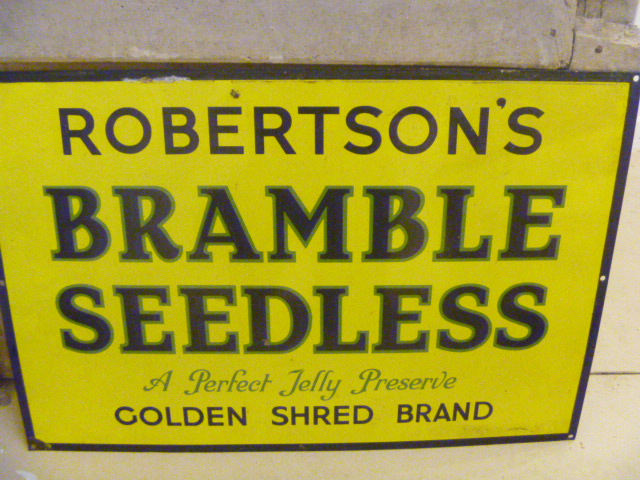 ROBERTSON'S
BRAMBLE
SEEDLESS
A Perfect Jelly Preserve
GOLDEN SHRED BRAND